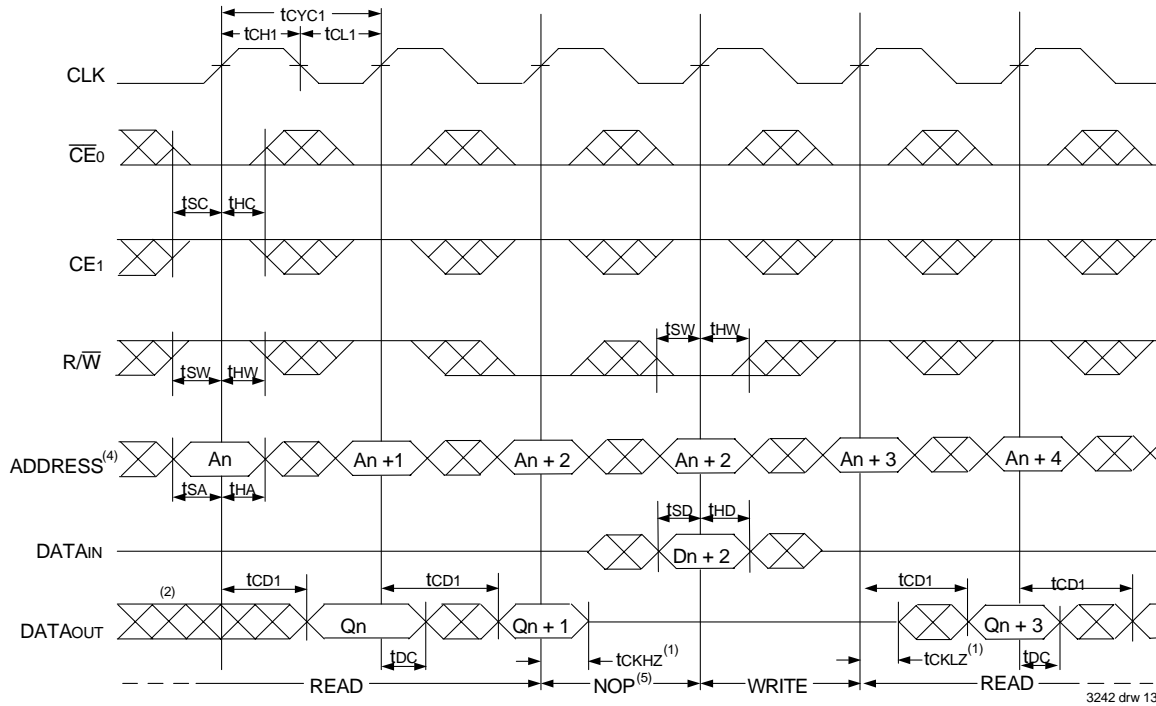 tCYC1
tCH1 tCL1
CLK
CE0
tSC tHC
CE1
tSW tHW
R/W
tSW tHW
ADDRESS(4) An An +1 An + 2 An + 2 An + 3 An + 4
tSA tHA
tSD tHD
DATAIN Dn + 2
(2) tCD1 tCD1 tCD1 tCD1
DATAOUT Qn Qn + 1 Qn + 3
tDC tCKHZ(1) tCKLZ(1) tDC
READ NOP(5) WRITE READ
3242 drw 13